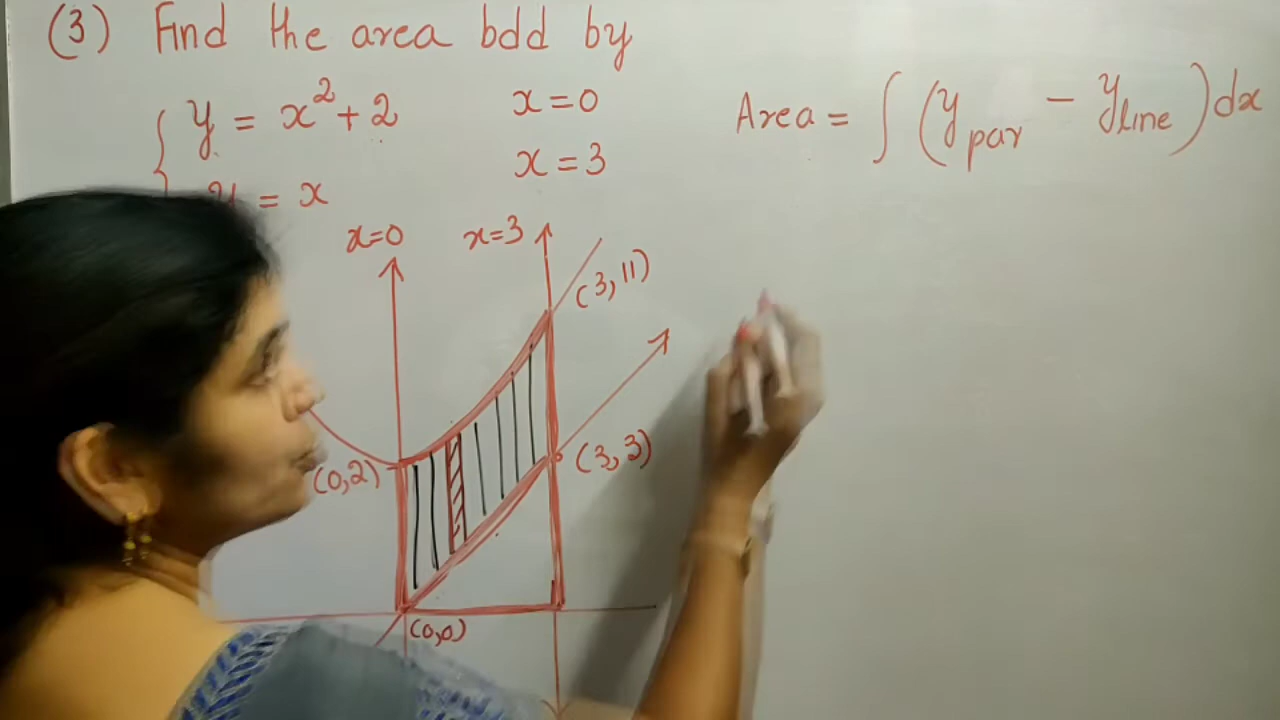 (3) Find the area bdd by
y = x² + 2
x = 0
x = 3
y = x
Area = ∫ (y_par - y_line) dx
x=0
x=3
(3, 11)
(3, 3)
(0,2)
(0,0)